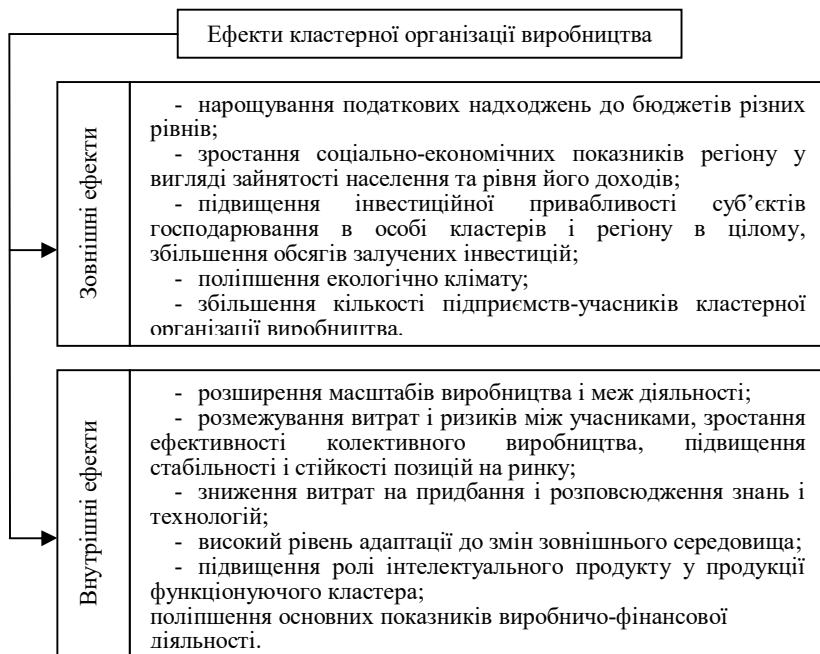 Ефекти кластерної організації виробництва
Зовнішні ефекти
- нарощування податкових надходжень до бюджетів різних
рівнів;
- зростання соціально-економічних показників регіону у
вигляді зайнятості населення та рівня його доходів;
- підвищення інвестиційної привабливості суб’єктів
господарювання в особі кластерів і регіону в цілому,
збільшення обсягів залучених інвестицій;
- поліпшення екологічно клімату;
- збільшення кількості підприємств-учасників кластерної
організації виробництва.
Внутрішні ефекти
- розширення масштабів виробництва і меж діяльності;
- розмежування витрат і ризиків між учасниками, зростання
ефективності колективного виробництва, підвищення
стабільності і стійкості позицій на ринку;
- зниження витрат на придбання і розповсюдження знань і
технологій;
- високий рівень адаптації до змін зовнішнього середовища;
- підвищення ролі інтелектуального продукту у продукції
функціонуючого кластера;
поліпшення основних показників виробничо-фінансової
діяльності.